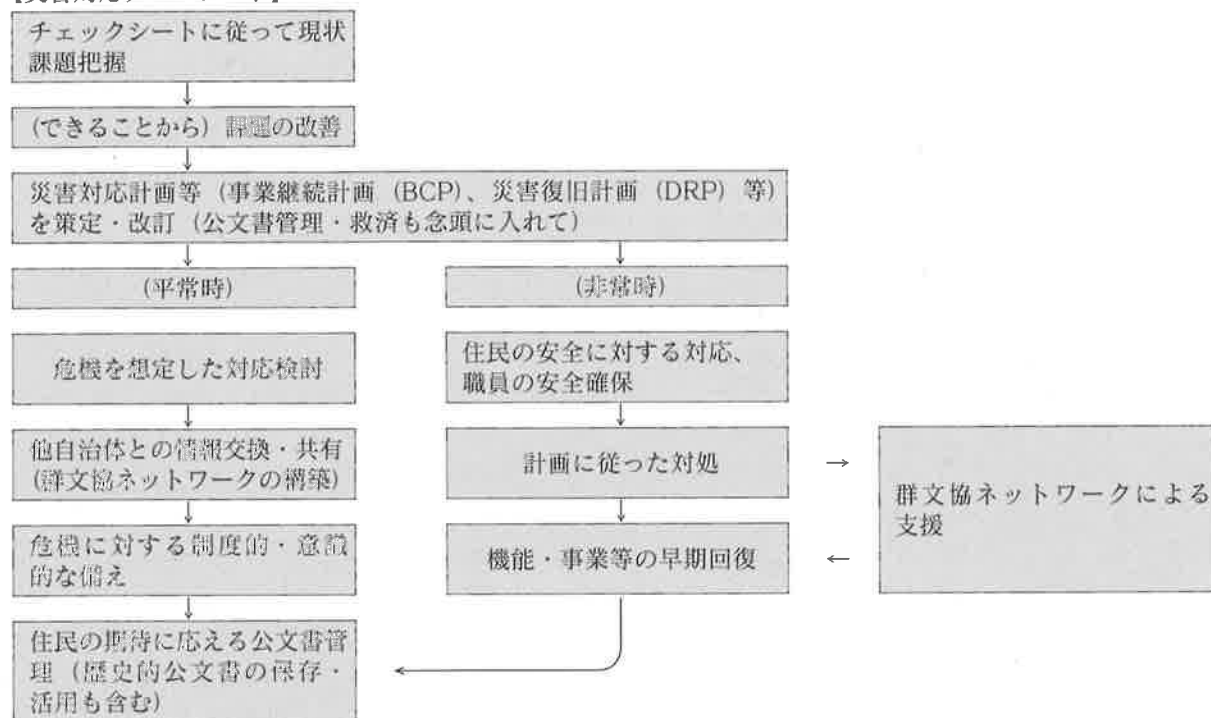 チェックシートに従って現状
課題把握
(できることから) 課題の改善
災害対応計画等 (事業継続計画 (BCP)、災害復旧計画 (DRP) 等)
を策定・改訂 (公文書管理・救済も念頭に入れて)
(平常時)
(非常時)
危機を想定した対応検討
住民の安全に対する対応、
職員の安全確保
他自治体との情報交換・共有
(群文協ネットワークの構築)
計画に従った対処
→
群文協ネットワークによる
支援
危機に対する制度的・意識
的な備え
機能・事業等の早期回復
←
住民の期待に応える公文書管
理 (歴史的公文書の保存・
活用も含む)